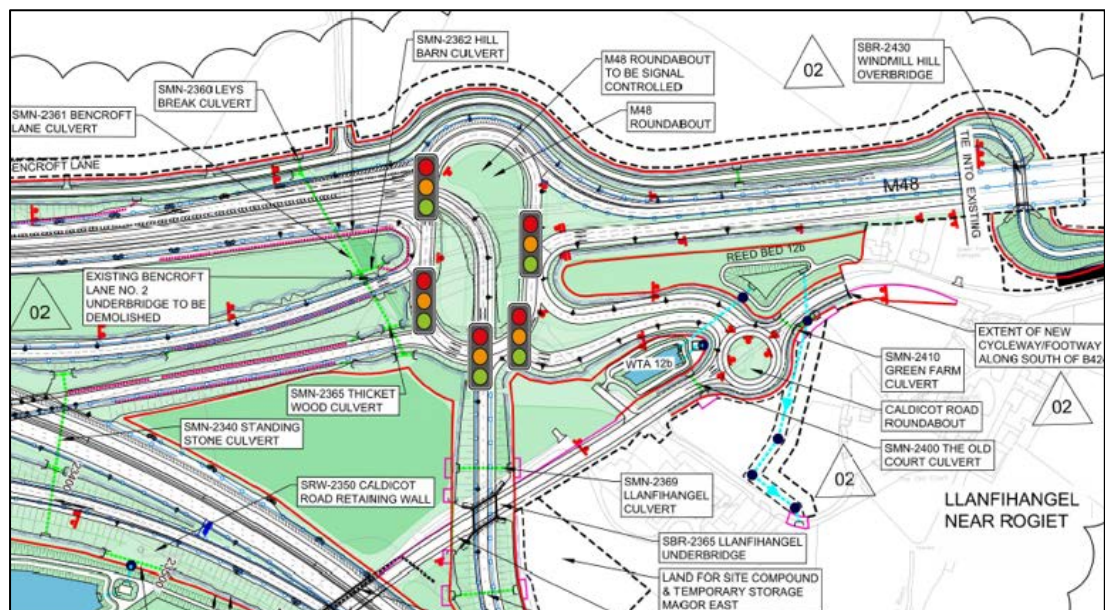 SMN-2362 HILL
BARN CULVERT
SMN-2360 LEYS
BREAK CULVERT
SMN-2361 BENCROFT
LANE CULVERT
ENCROFT LANE
M48 ROUNDABOUT
TO BE SIGNAL
CONTROLLED
M48
ROUNDABOUT
02
SBR-2430
WINDMILL HILL
OVERBRIDGE
M48
TIE INTO EXISTING
REED BED 12b
EXISTING BENCROFT
LANE NO. 2
UNDERBRIDGE TO BE
DEMOLISHED
02
WTA 12b
EXTENT OF NEW
CYCLEWAY/FOOTWAY
ALONG SOUTH OF B42
SMN-2410
GREEN FARM
CULVERT
02
CALDICOT ROAD
ROUNDABOUT
SMN-2400 THE OLD
COURT CULVERT
SMN-2365 THICKET
WOOD CULVERT
SMN-2340 STANDING
STONE CULVERT
23400
SRW-2350 CALDICOT
ROAD RETAINING WALL
23500
SMN-2369
LLANFIHANGEL
CULVERT
02
LLANFIHANGEL
NEAR ROGIET
SBR-2365 LLANFIHANGEL
UNDERBRIDGE
LAND FOR SITE COMPOUND
& TEMPORARY STORAGE
MAGOR EAST